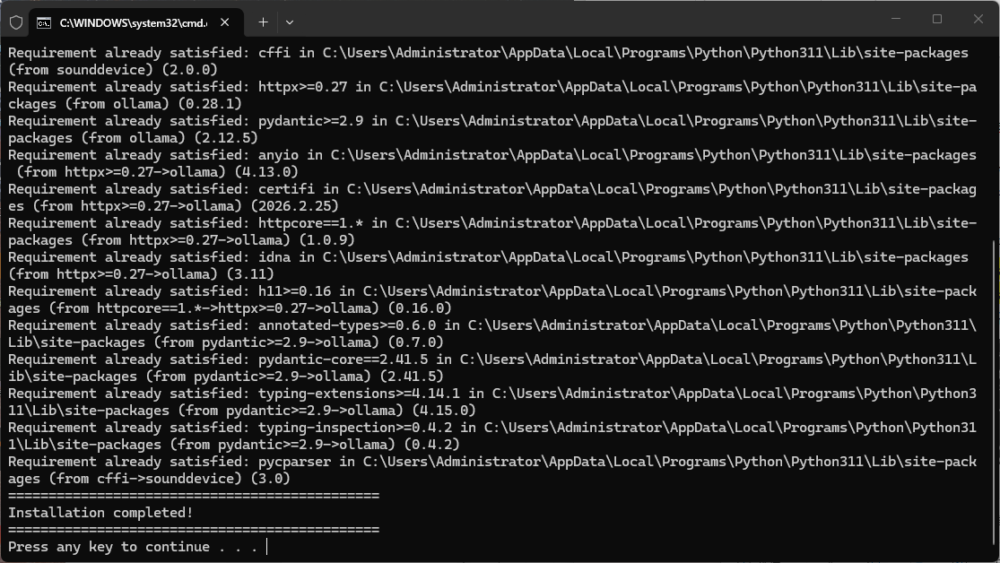 C:\WINDOWS\system32\cmd.
Requirement already satisfied: cffi in C:\Users\Administrator\AppData\Local\Programs\Python\Python311\Lib\site-packages
(from sounddevice) (2.0.0)
Requirement already satisfied: httpx>=0.27 in C:\Users\Administrator\AppData\Local\Programs\Python\Python311\Lib\site-pa
ckages (from ollama) (0.28.1)
Requirement already satisfied: pydantic>=2.9 in C:\Users\Administrator\AppData\Local\Programs\Python\Python311\Lib\site-
packages (from ollama) (2.12.5)
Requirement already satisfied: anyio in C:\Users\Administrator\AppData\Local\Programs\Python\Python311\Lib\site-packages
 (from httpx>=0.27->ollama) (4.13.0)
Requirement already satisfied: certifi in C:\Users\Administrator\AppData\Local\Programs\Python\Python311\Lib\site-packag
es (from httpx>=0.27->ollama) (2026.2.25)
Requirement already satisfied: httpcore==1.* in C:\Users\Administrator\AppData\Local\Programs\Python\Python311\Lib\site-
packages (from httpx>=0.27->ollama) (1.0.9)
Requirement already satisfied: idna in C:\Users\Administrator\AppData\Local\Programs\Python\Python311\Lib\site-packages
(from httpx>=0.27->ollama) (3.11)
Requirement already satisfied: h11>=0.16 in C:\Users\Administrator\AppData\Local\Programs\Python\Python311\Lib\site-pack
ages (from httpcore==1.*->httpx>=0.27->ollama) (0.16.0)
Requirement already satisfied: annotated-types>=0.6.0 in C:\Users\Administrator\AppData\Local\Programs\Python\Python311\
Lib\site-packages (from pydantic>=2.9->ollama) (0.7.0)
Requirement already satisfied: pydantic-core==2.41.5 in C:\Users\Administrator\AppData\Local\Programs\Python\Python311\L
ib\site-packages (from pydantic>=2.9->ollama) (2.41.5)
Requirement already satisfied: typing-extensions>=4.14.1 in C:\Users\Administrator\AppData\Local\Programs\Python\Python3
11\Lib\site-packages (from pydantic>=2.9->ollama) (4.15.0)
Requirement already satisfied: typing-inspection>=0.4.2 in C:\Users\Administrator\AppData\Local\Programs\Python\Python31
1\Lib\site-packages (from pydantic>=2.9->ollama) (0.4.2)
Requirement already satisfied: pycparser in C:\Users\Administrator\AppData\Local\Programs\Python\Python311\Lib\site-pack
ages (from cffi->sounddevice) (3.0)
==============================================
Installation completed!
==============================================
Press any key to continue . . .